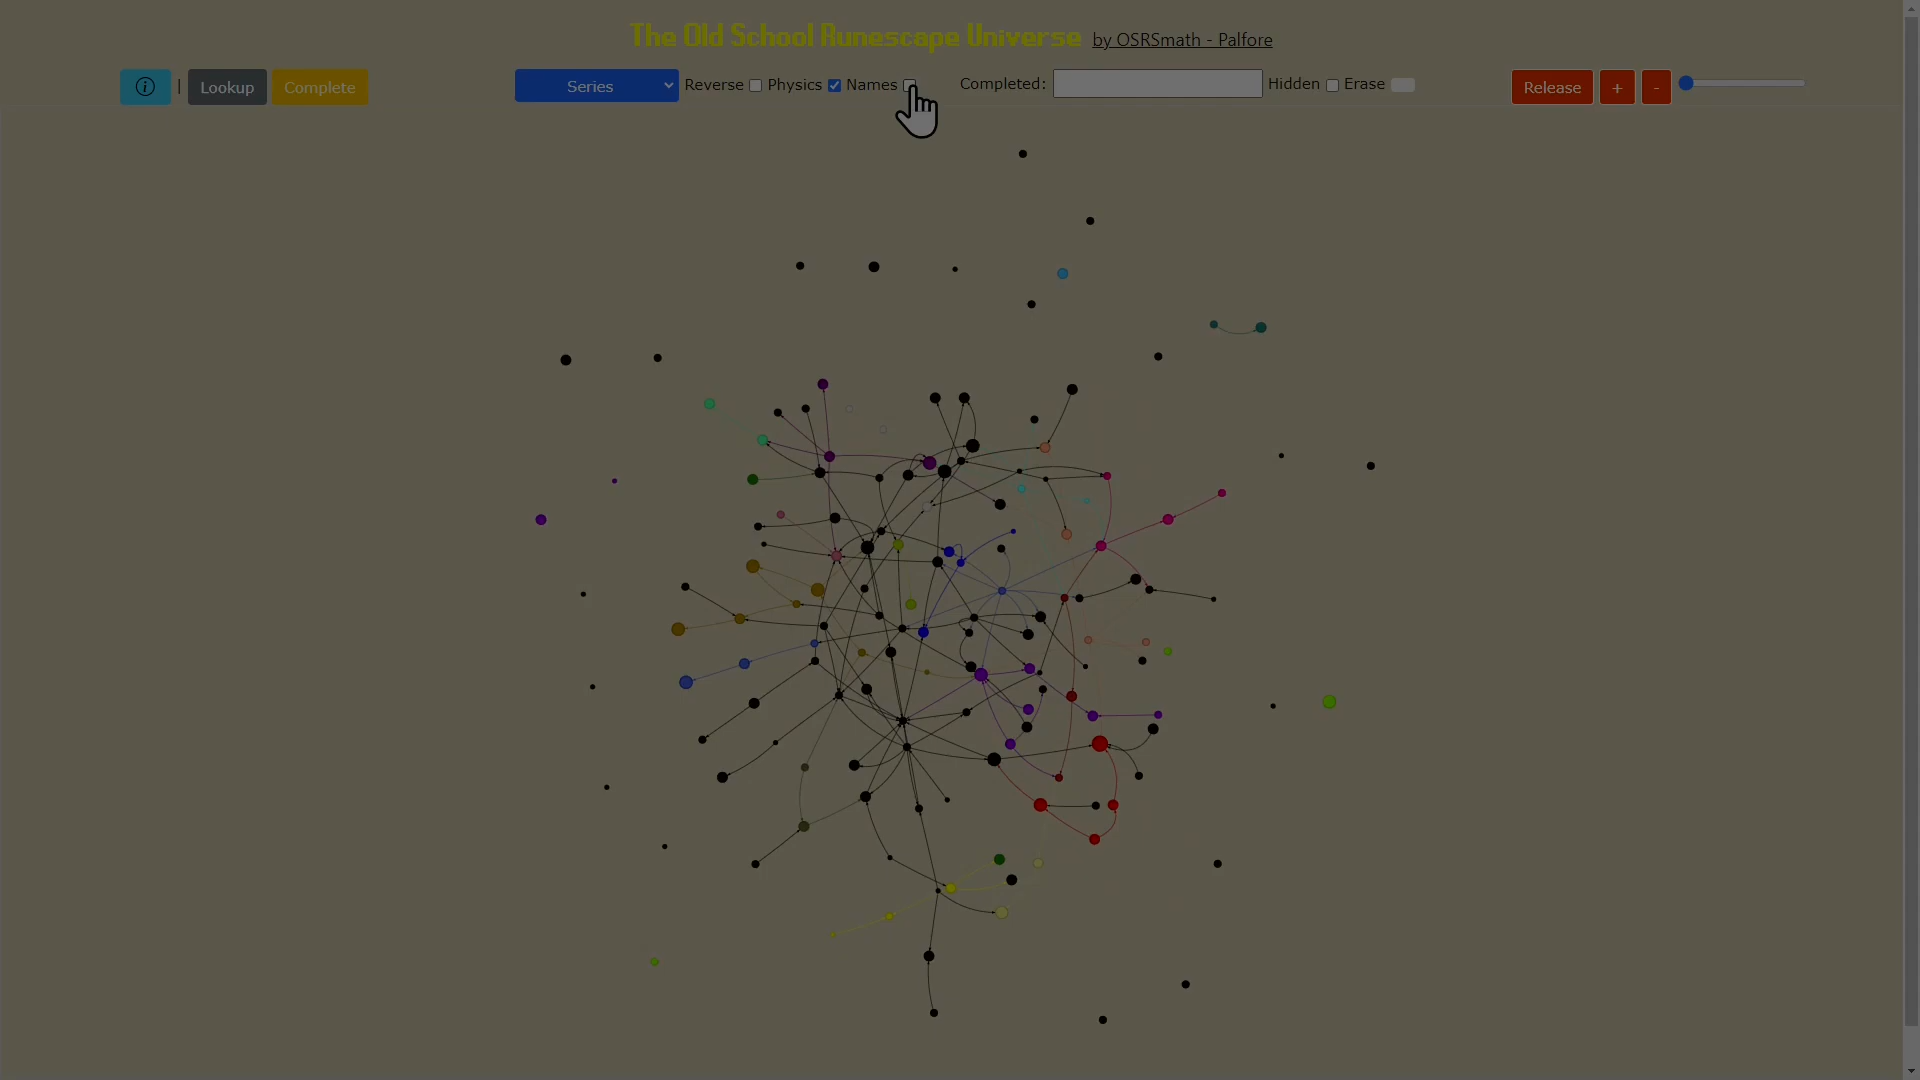 The Old School Runescape Universe by OSRSmath - Palfore
Lookup Complete Series Reverse Physics Names Completed: Hidden Erase Release + -